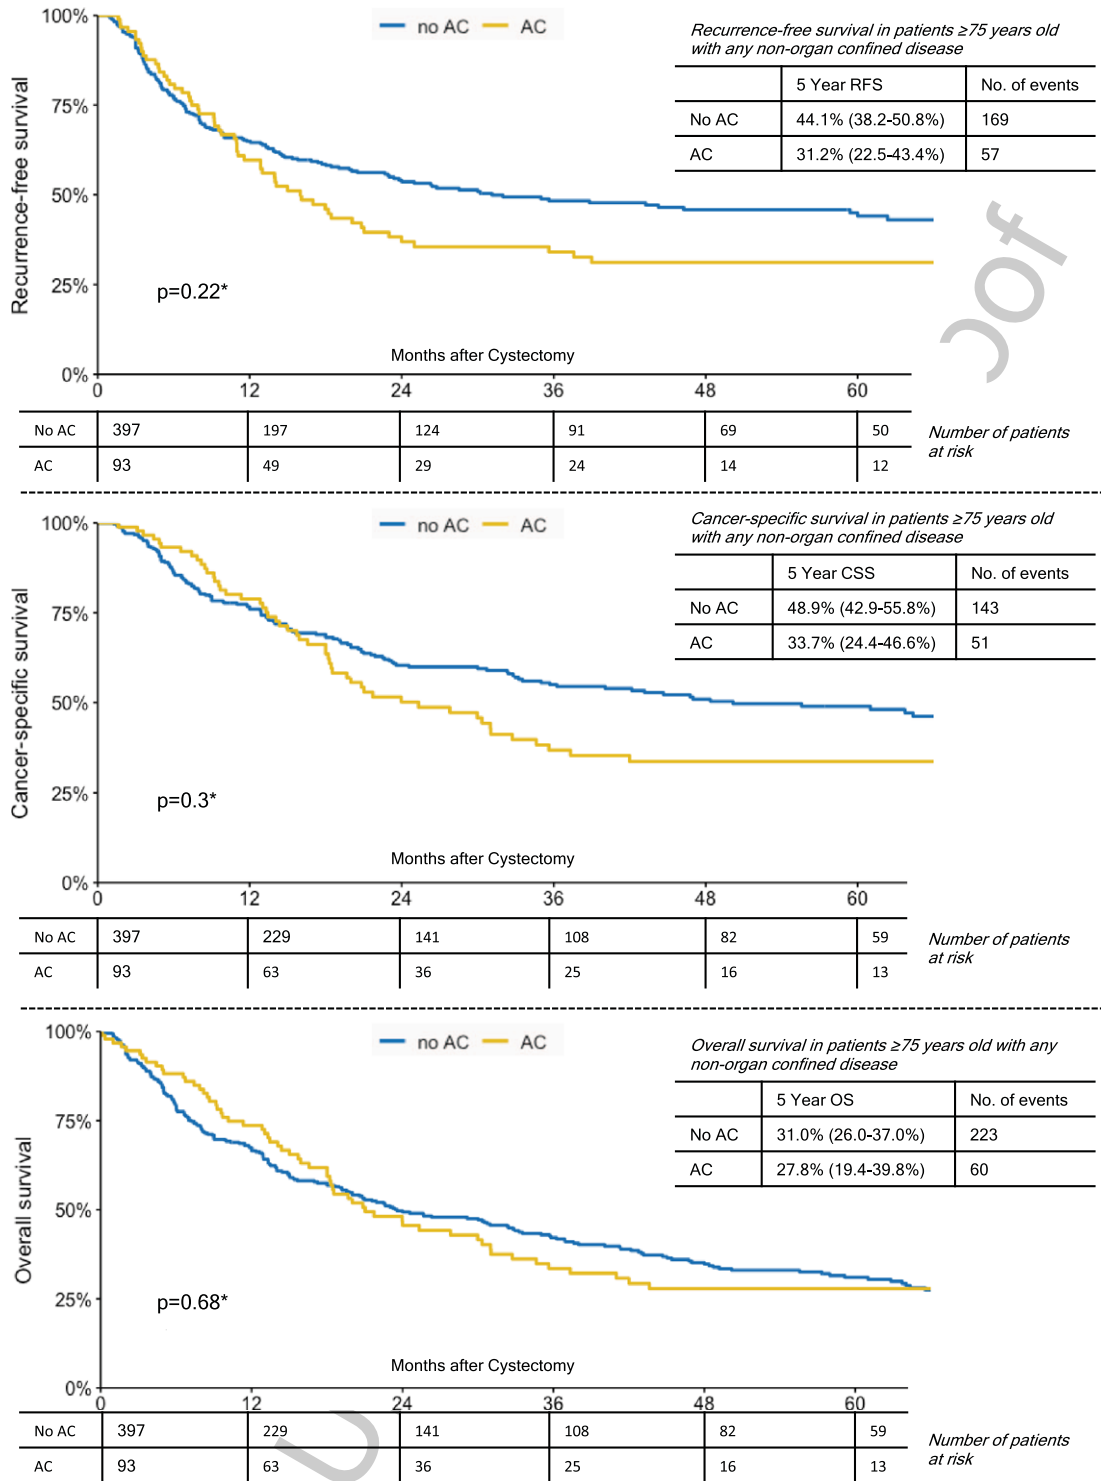 no AC AC
Recurrence-free survival in patients ≥75 years old
with any non-organ confined disease
5 Year RFS No. of events
No AC 44.1% (38.2-50.8%) 169
AC 31.2% (22.5-43.4%) 57
Recurrence-free survival
75%
50%
25%
0%
p=0.22*
Months after Cystectomy
0 12 24 36 48 60
No AC 397 197 124 91 69 50
AC 93 49 29 24 14 12
Number of patients
at risk
no AC AC
Cancer-specific survival in patients ≥75 years old
with any non-organ confined disease
5 Year CSS No. of events
No AC 48.9% (42.9-55.8%) 143
AC 33.7% (24.4-46.6%) 51
Cancer-specific survival
100%
75%
50%
25%
0%
p=0.3*
Months after Cystectomy
0 12 24 36 48 60
No AC 397 229 141 108 82 59
AC 93 63 36 25 16 13
Number of patients
at risk
no AC AC
Overall survival in patients ≥75 years old with any
non-organ confined disease
5 Year OS No. of events
No AC 31.0% (26.0-37.0%) 223
AC 27.8% (19.4-39.8%) 60
Overall survival
100%
75%
50%
25%
0%
p=0.68*
Months after Cystectomy
0 12 24 36 48 60
No AC 397 229 141 108 82 59
AC 93 63 36 25 16 13
Number of patients
at risk